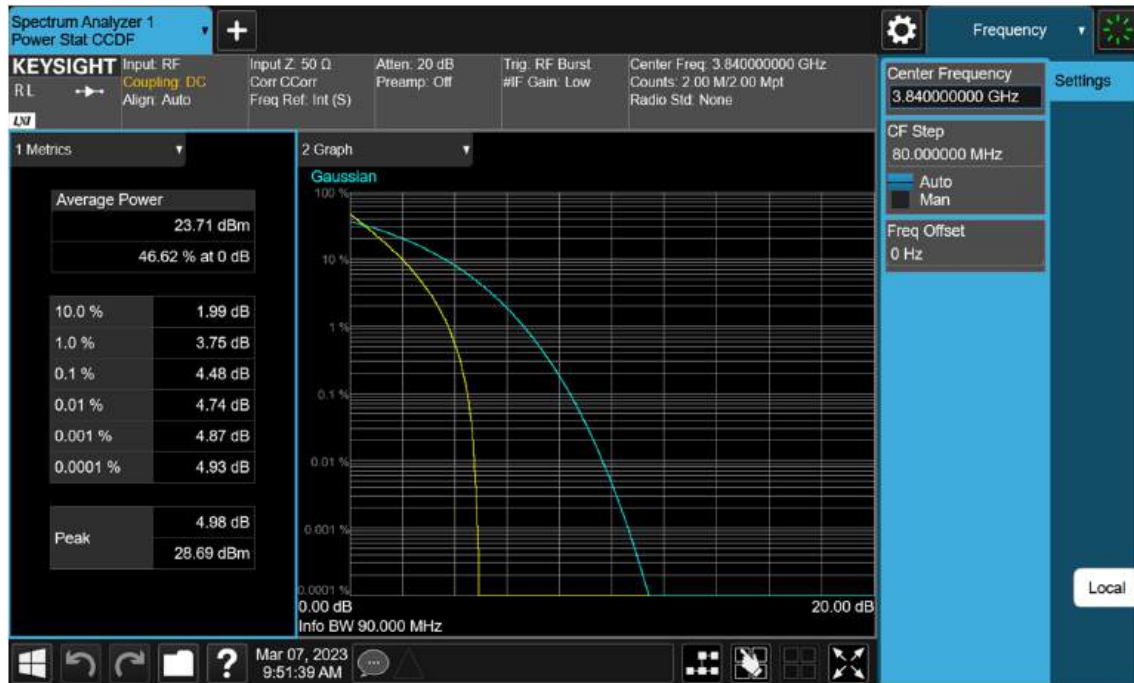 Spectrum Analyzer 1
Power Stat CCDF
+
Frequency
KEYSIGHT
RL
LXI
Input: RF
Coupling: DC
Align: Auto
Input Z: 50 Ω
Corr CCorr
Freq Ref: Int (S)
Atten: 20 dB
Preamp: Off
Trig: RF Burst
#IF Gain: Low
Center Freq: 3.840000000 GHz
Counts: 2.00 M/2.00 Mpt
Radio Std: None
Center Frequency
3.840000000 GHz
Settings
CF Step
80.000000 MHz
Auto
Man
Freq Offset
0 Hz
1 Metrics
Average Power
23.71 dBm
46.62 % at 0 dB
10.0 % 1.99 dB
1.0 % 3.75 dB
0.1 % 4.48 dB
0.01 % 4.74 dB
0.001 % 4.87 dB
0.0001 % 4.93 dB
Peak
4.98 dB
28.69 dBm
2 Graph
Gaussian
100 %
10 %
1 %
0.1 %
0.01 %
0.001 %
0.0001 %
0.00 dB 20.00 dB
Info BW 90.000 MHz
Local
?
Mar 07, 2023
9:51:39 AM